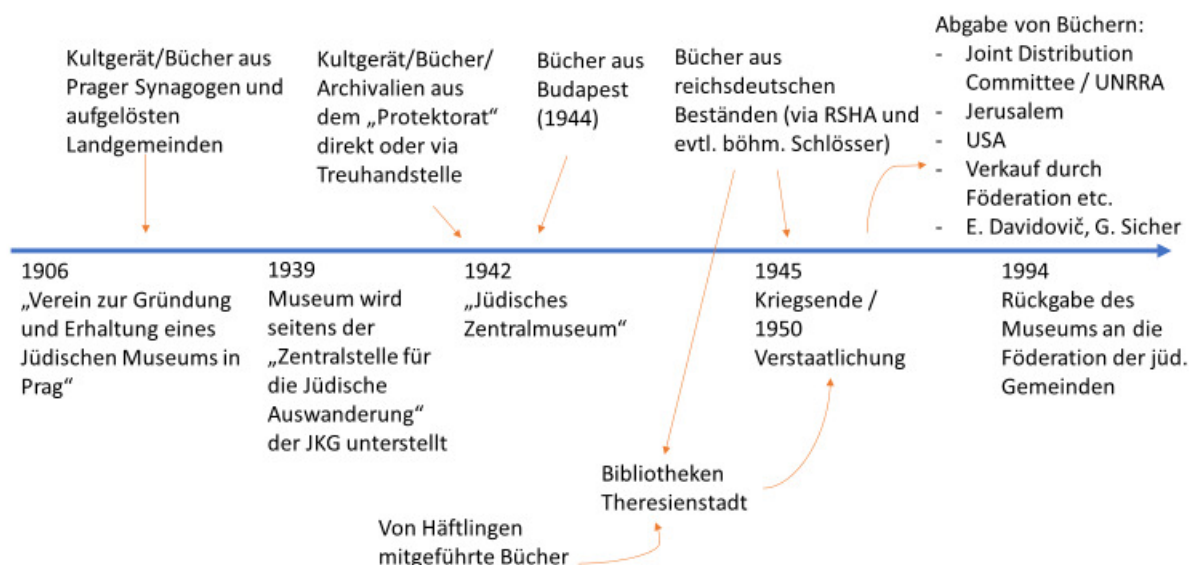 Kultgerät/Bücher aus
Prager Synagogen und
aufgelösten
Landgemeinden
Kultgerät/Bücher/
Archivalien aus
dem „Protektorat“
direkt oder via
Treuhandstelle
Bücher aus
Budapest
(1944)
Bücher aus
reichsdeutschen
Beständen (via RSHA und
evtl. böhm. Schlösser)
Abgabe von Büchern:
- Joint Distribution
Committee / UNRRA
- Jerusalem
- USA
- Verkauf durch
Föderation etc.
- E. Davidovič, G. Sicher
1906
„Verein zur Gründung
und Erhaltung eines
Jüdischen Museums in
Prag“
1939
Museum wird
seitens der
„Zentralstelle für
die Jüdische
Auswanderung“
der JKG unterstellt
1942
„Jüdisches
Zentralmuseum“
1945
Kriegsende /
1950
Verstaatlichung
1994
Rückgabe des
Museums an die
Föderation der jüd.
Gemeinden
Bibliotheken
Theresienstadt
Von Häftlingen
mitgeführte Bücher